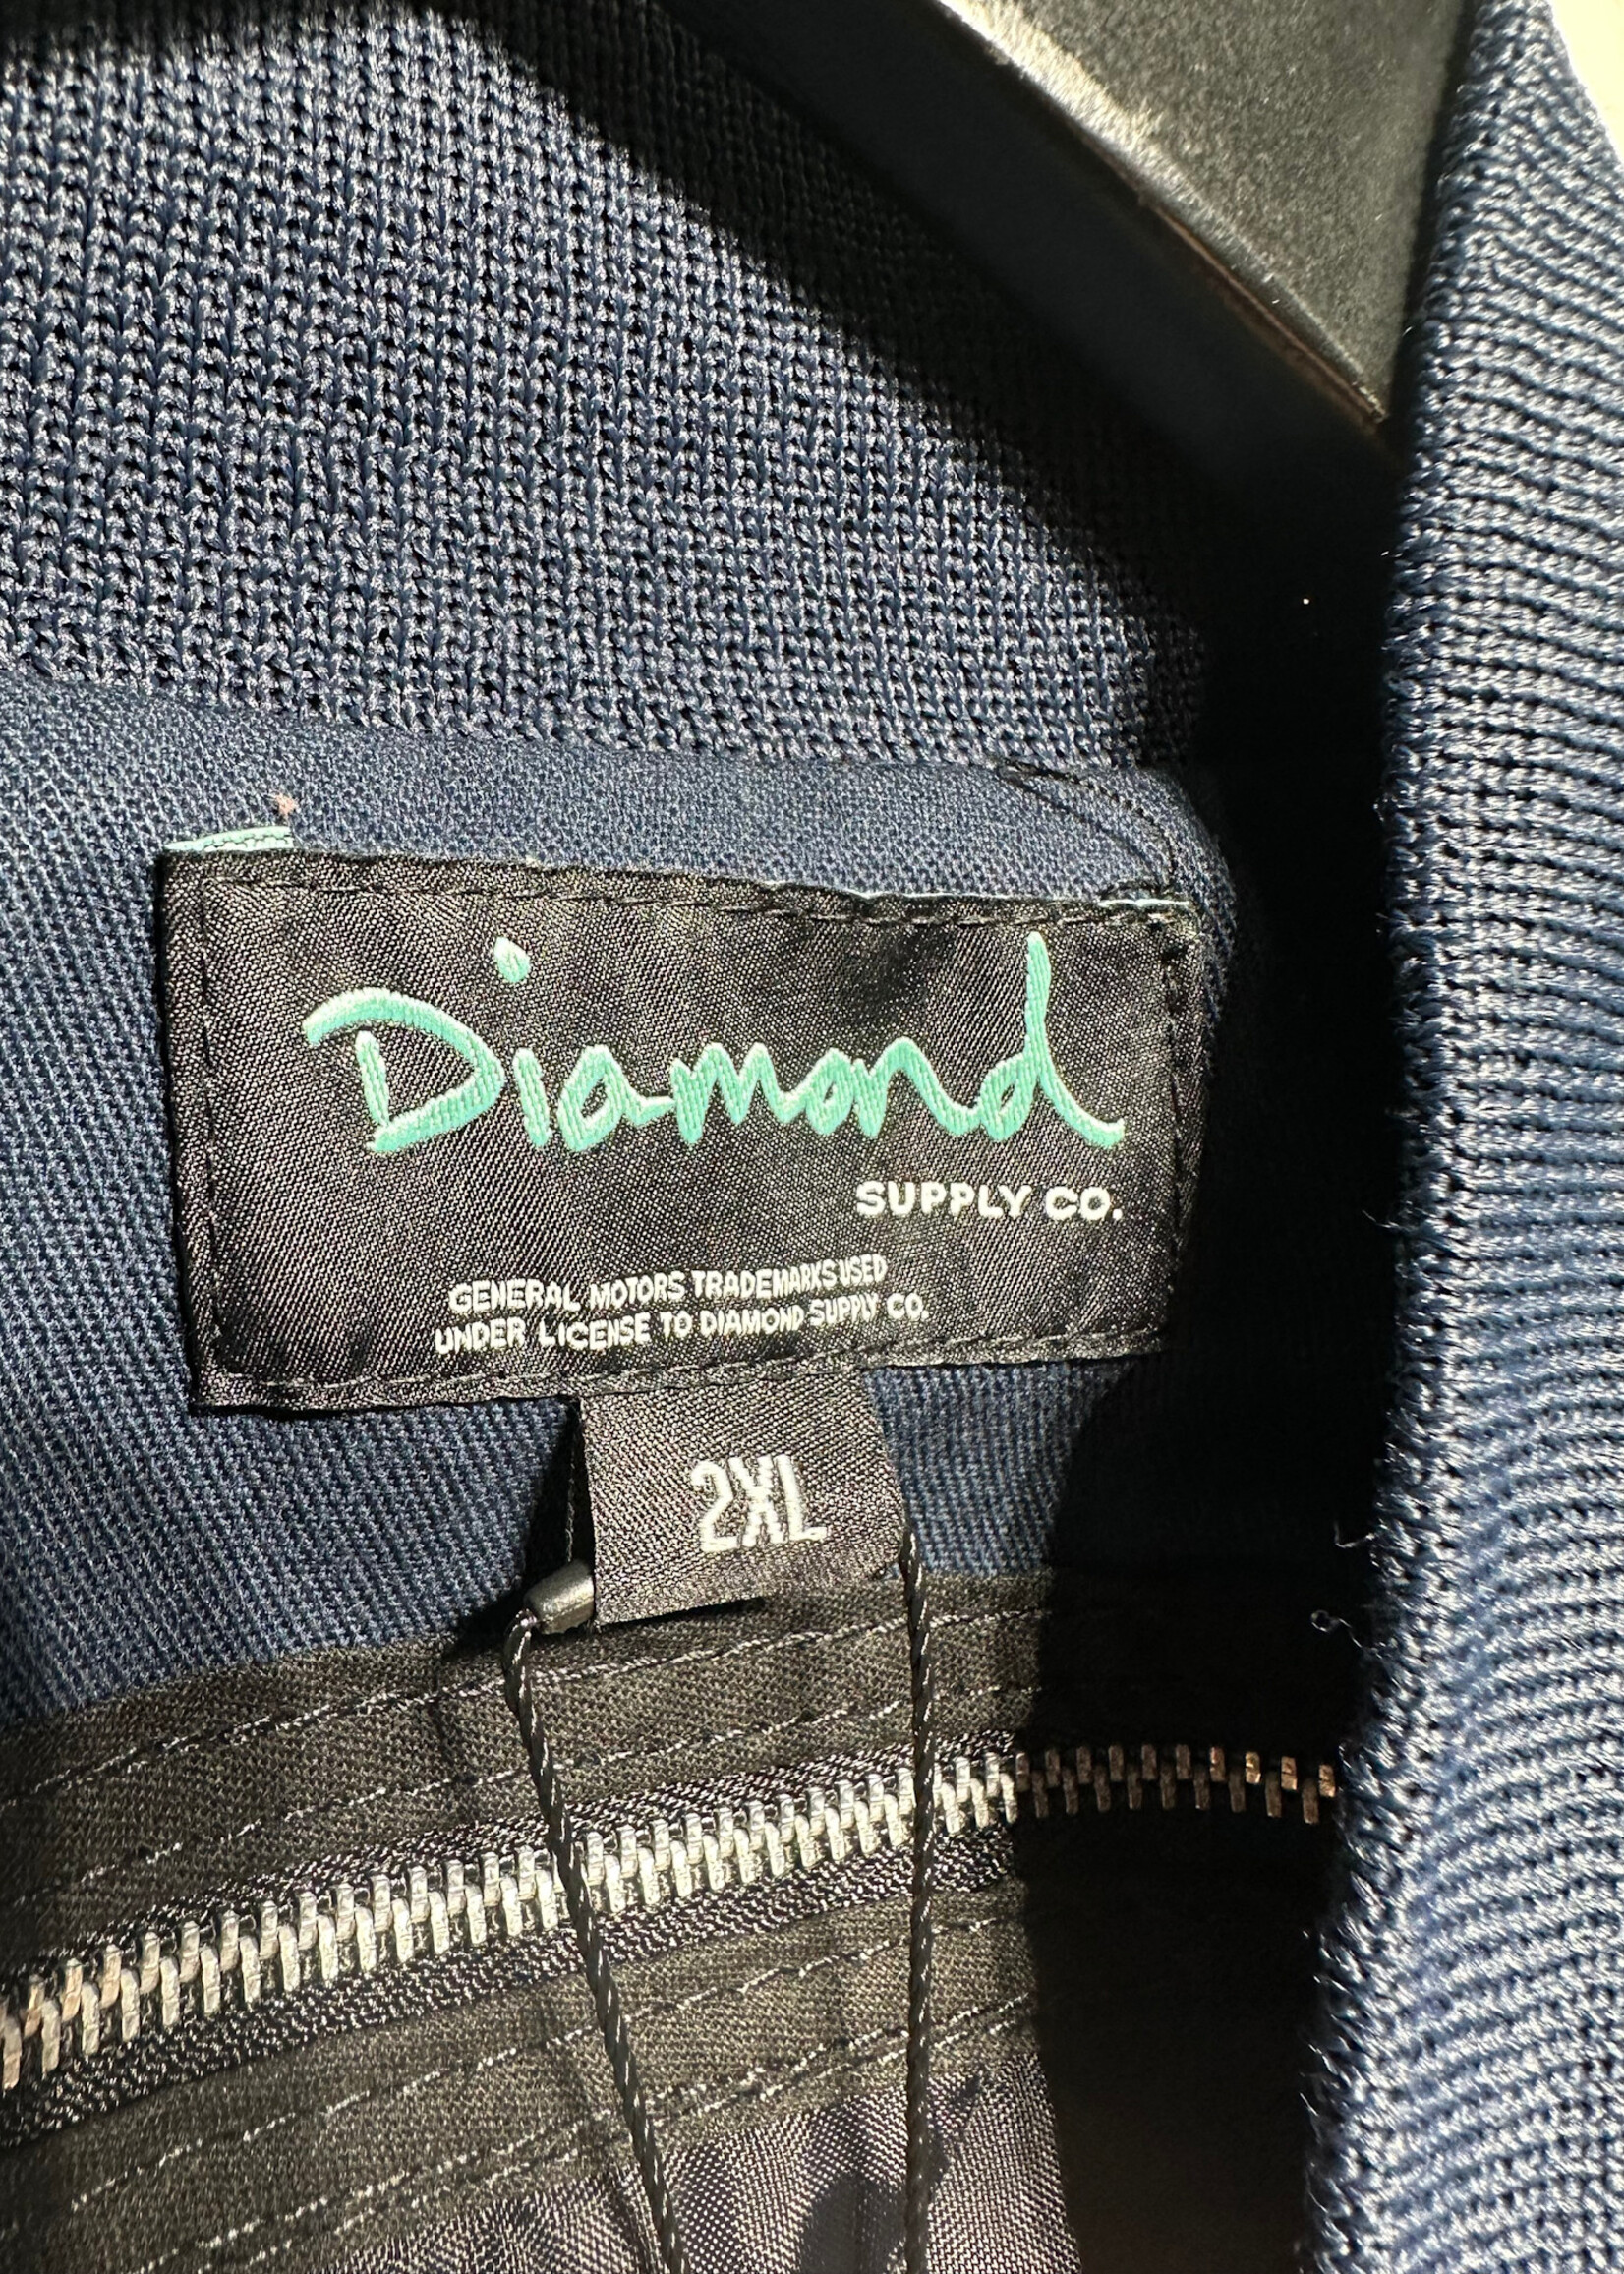 Diamond
SUPPLY CO.
GENERAL MOTORS TRADEMARKS USED
UNDER LICENSE TO DIAMOND SUPPLY CO.
2XL